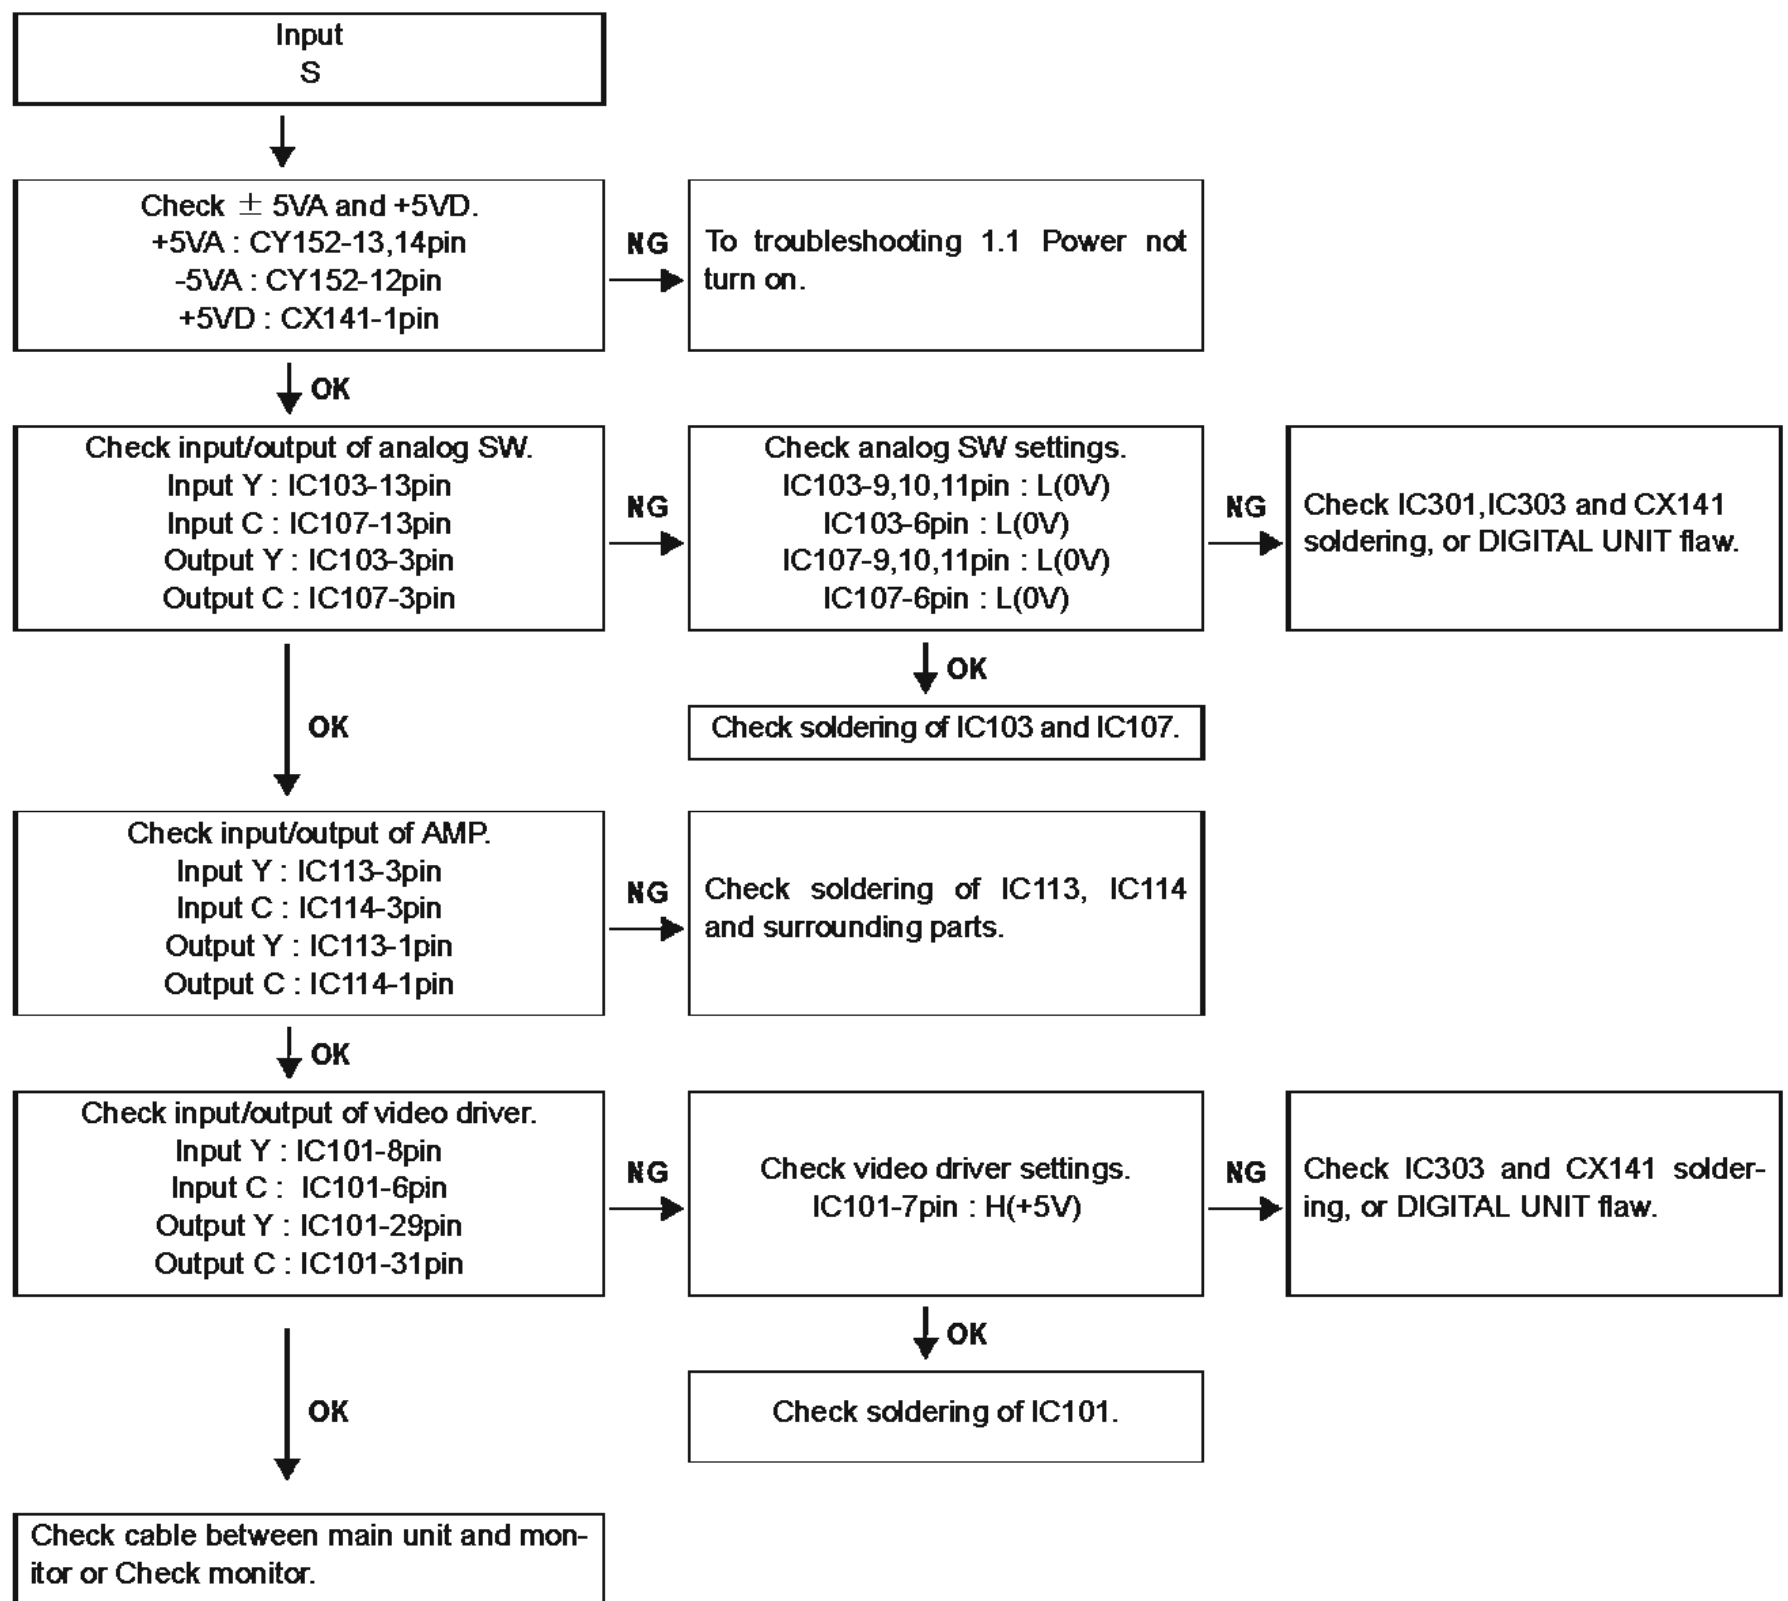 Input
S
Check ± 5VA and +5VD.
+5VA : CY152-13,14pin
-5VA : CY152-12pin
+5VD : CX141-1pin
NG
To troubleshooting 1.1 Power not
turn on.
OK
Check input/output of analog SW.
Input Y : IC103-13pin
Input C : IC107-13pin
Output Y : IC103-3pin
Output C : IC107-3pin
NG
Check analog SW settings.
IC103-9,10,11pin : L(0V)
IC103-6pin : L(0V)
IC107-9,10,11pin : L(0V)
IC107-6pin : L(0V)
NG
Check IC301,IC303 and CX141
soldering, or DIGITAL UNIT flaw.
OK
Check soldering of IC103 and IC107.
OK
Check input/output of AMP.
Input Y : IC113-3pin
Input C : IC114-3pin
Output Y : IC113-1pin
Output C : IC114-1pin
NG
Check soldering of IC113, IC114
and surrounding parts.
OK
Check input/output of video driver.
Input Y : IC101-8pin
Input C :  IC101-6pin
Output Y : IC101-29pin
Output C : IC101-31pin
NG
Check video driver settings.
IC101-7pin : H(+5V)
NG
Check IC303 and CX141 solder-
ing, or DIGITAL UNIT flaw.
OK
Check soldering of IC101.
OK
Check cable between main unit and mon-
itor or Check monitor.